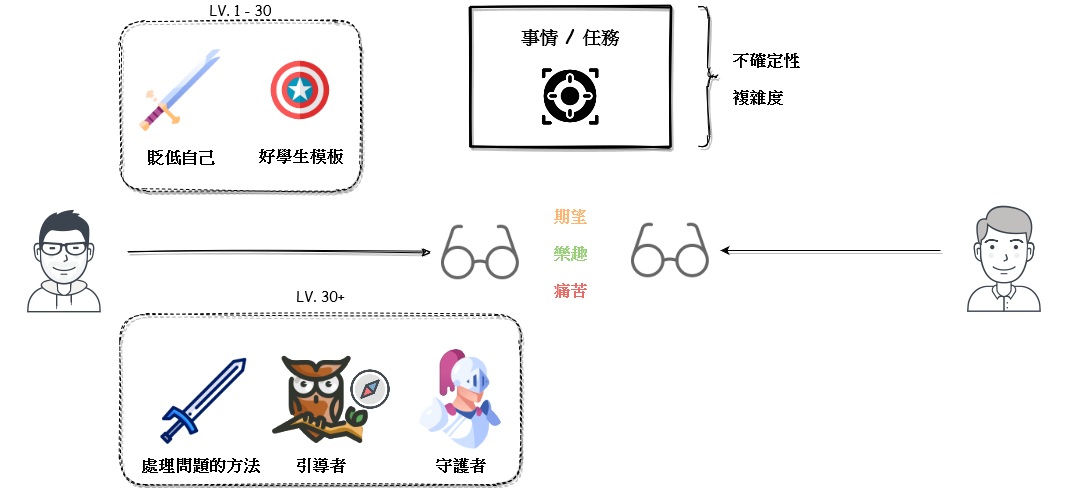 LV. 1 - 30
貶低自己
好學生模板
事情 / 任務
不確定性
複雜度
期望
樂趣
痛苦
LV. 30+
處理問題的方法
引導者
守護者